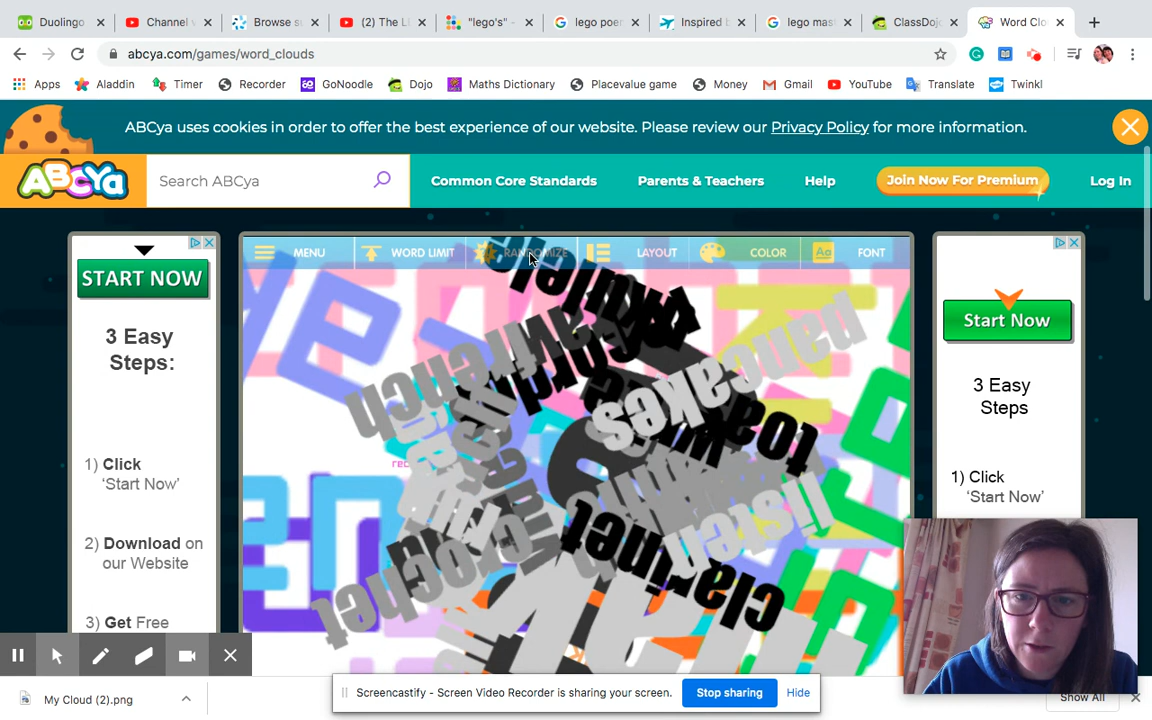 Duolingo
Channel
Browse
(2) The L
"lego's" -
lego poe
Inspired b
lego mas
ClassDojo
Word Clo
abcya.com/games/word_clouds
Apps Aladdin Timer Recorder GoNoodle Dojo Maths Dictionary Placevalue game Money Gmail YouTube Translate Twinkl
ABCya uses cookies in order to offer the best experience of our website. Please review our Privacy Policy for more information.
ABCya
Search ABCya
Common Core Standards
Parents & Teachers
Help
Join Now For Premium
Log In
START NOW
3 Easy
Steps:
1) Click
'Start Now'
2) Download on
our Website
3) Get Free
MENU
WORD LIMIT
RANDOMIZE
LAYOUT
COLOR
FONT
french
pancakes
listen
clarinet
crochet
Start Now
3 Easy
Steps
1) Click
'Start Now'
My Cloud (2).png
Screencastify - Screen Video Recorder is sharing your screen.
Stop sharing
Hide
Show All